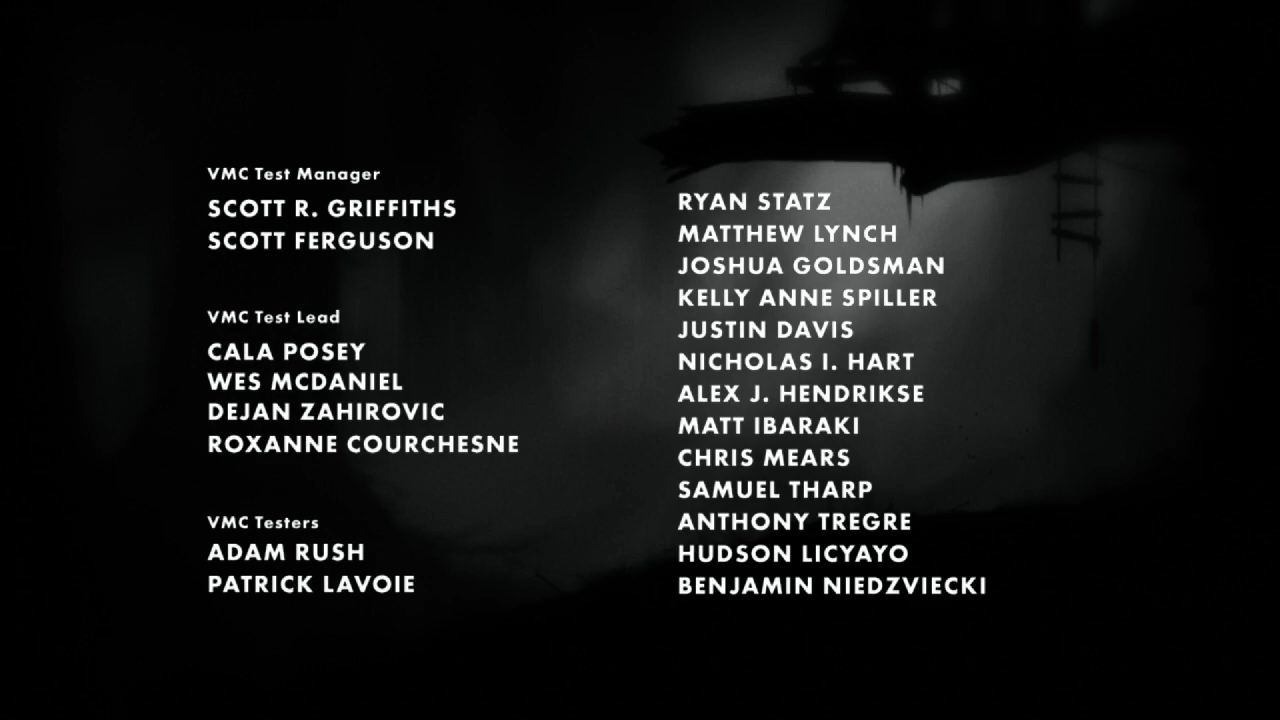 VMC Test Manager
SCOTT R. GRIFFITHS
SCOTT FERGUSON
VMC Test Lead
CALA POSEY
WES MCDANIEL
DEJAN ZAHIROVIC
ROXANNE COURCHESNE
VMC Testers
ADAM RUSH
PATRICK LAVOIE
RYAN STATZ
MATTHEW LYNCH
JOSHUA GOLDSMAN
KELLY ANNE SPILLER
JUSTIN DAVIS
NICHOLAS I. HART
ALEX J. HENDRIKSE
MATT IBARAKI
CHRIS MEARS
SAMUEL THARP
ANTHONY TREGRE
HUDSON LICYAYO
BENJAMIN NIEDZVIECKI